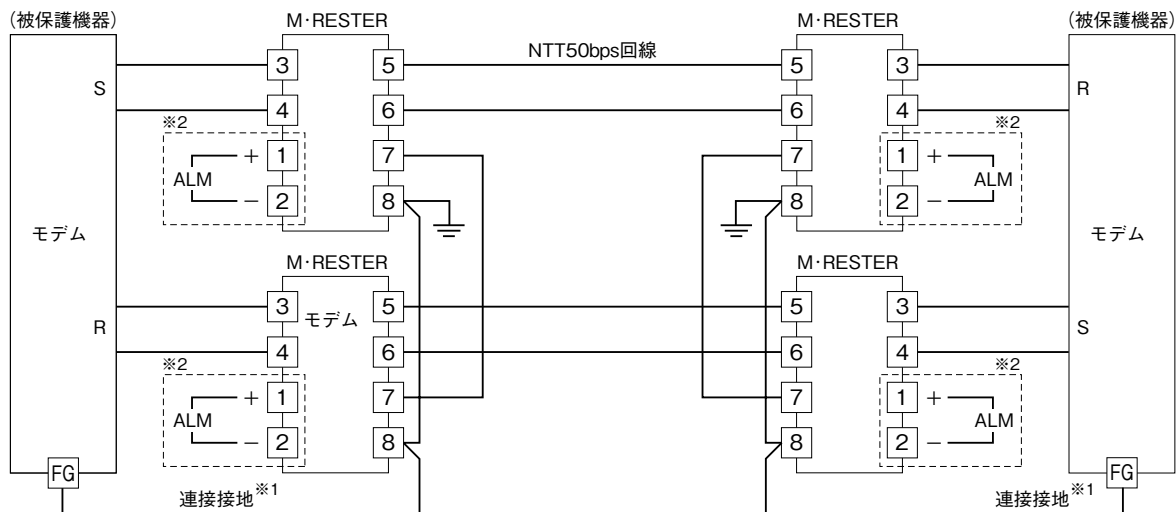 (被保護機器) M・RESTER M・RESTER (被保護機器)
3 5 NTT50bps回線 5 3
S R
4 6 6 4
※2 ※2
+ 1 7 7 1 +
ALM ALM
− 2 8 8 2 −
モデム モデム
M・RESTER M・RESTER
3 モデム 5 5 3
R S
4 6 6 4
※2 ※2
+ 1 7 7 1 +
ALM ALM
− 2 8 8 2 −
FG FG
連接接地※1 連接接地※1